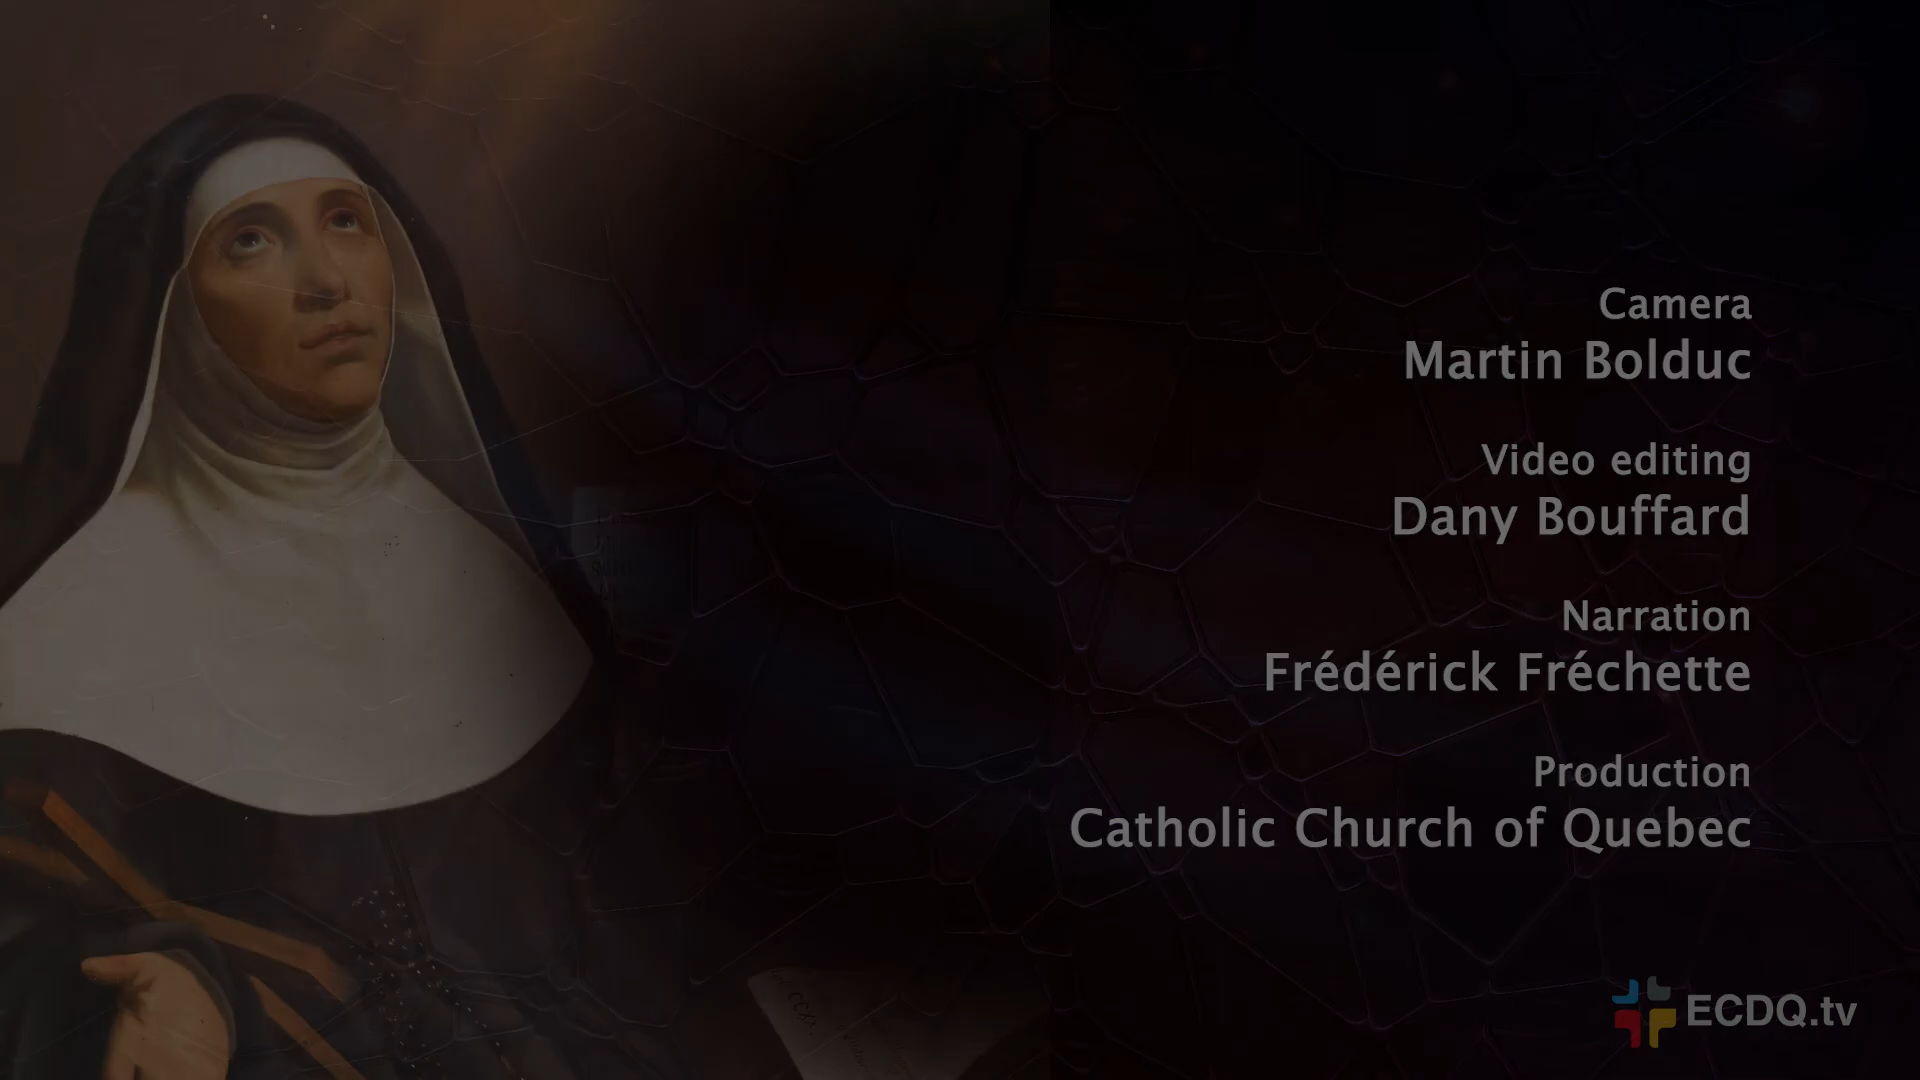 Camera
Martin Bolduc
Video editing
Dany Bouffard
Narration
Frédérick Fréchette
Production
Catholic Church of Quebec
ECDQ.tv